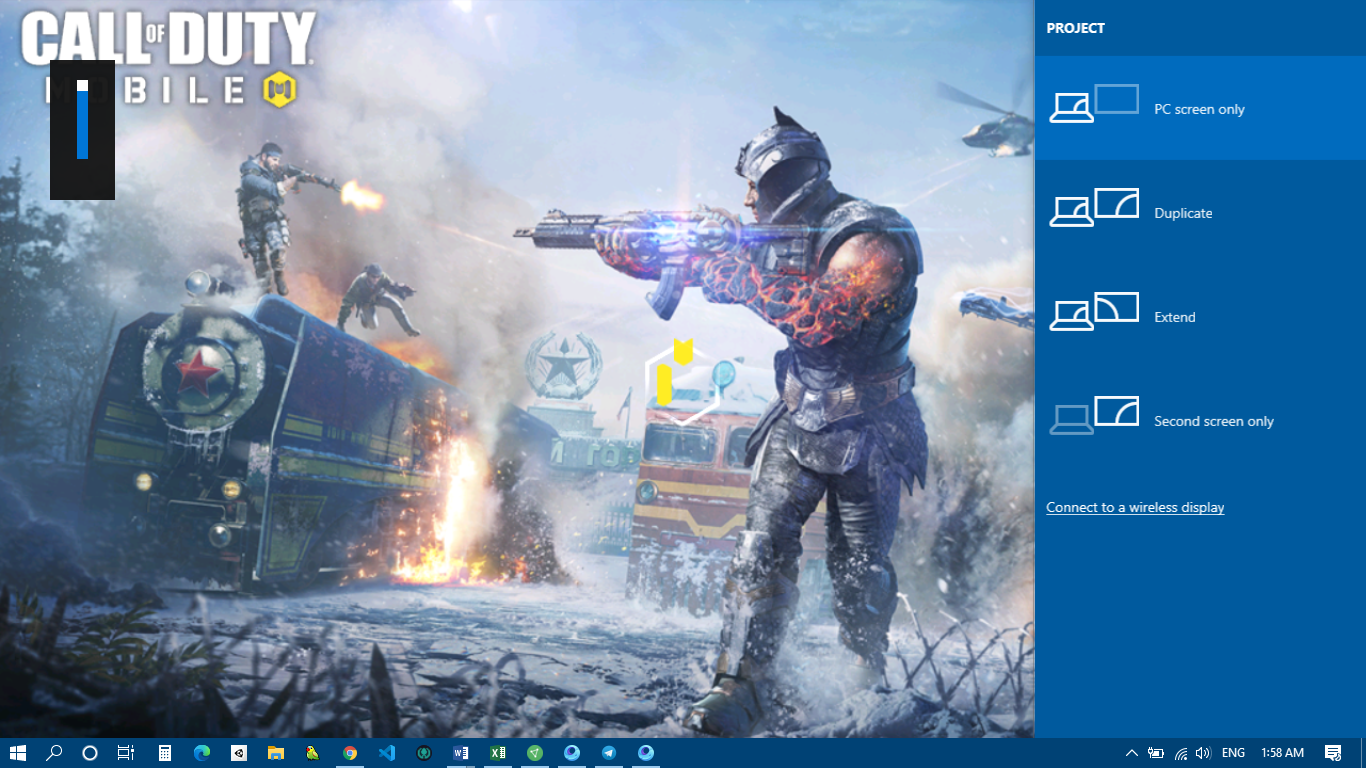 CALL OF DUTY.
MOBILE
PROJECT
PC screen only
Duplicate
Extend
Second screen only
Connect to a wireless display
ENG
1:58 AM